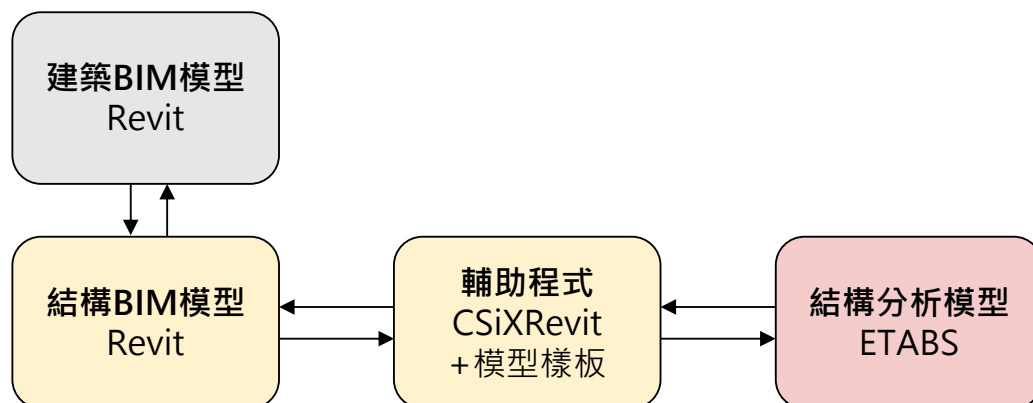 建築BIM模型
Revit
結構BIM模型
Revit
輔助程式
CSiXRevit
+模型樣板
結構分析模型
ETABS